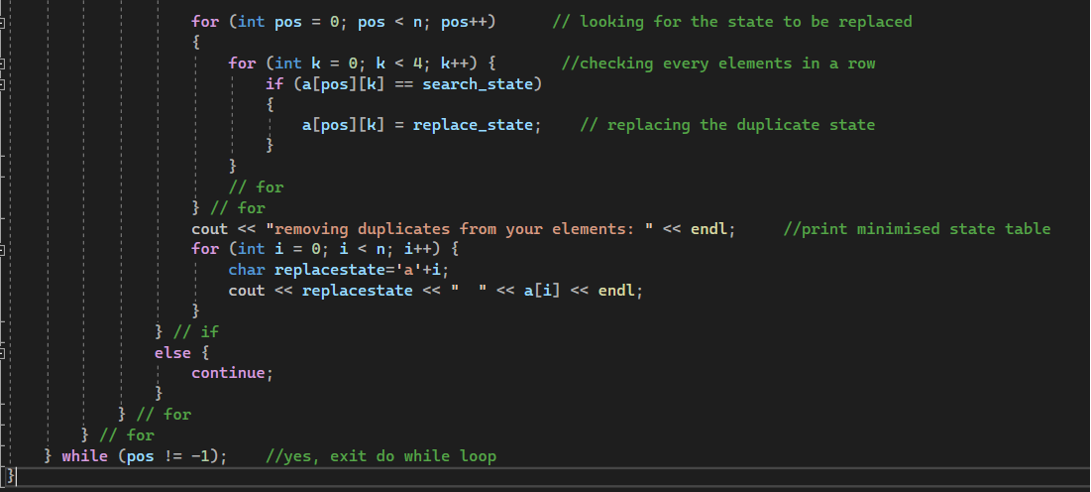 for (int pos = 0; pos < n; pos++)      // looking for the state to be replaced
{
for (int k = 0; k < 4; k++) {       //checking every elements in a row
if (a[pos][k] == search_state)
{
a[pos][k] = replace_state;    // replacing the duplicate state
}
}
// for
} // for
cout << "removing duplicates from your elements: " << endl;     //print minimised state table
for (int i = 0; i < n; i++) {
char replacestate='a'+i;
cout << replacestate << "  " << a[i] << endl;
}
} // if
else {
continue;
}
} // for
} // for
} while (pos != -1);    //yes, exit do while loop
}